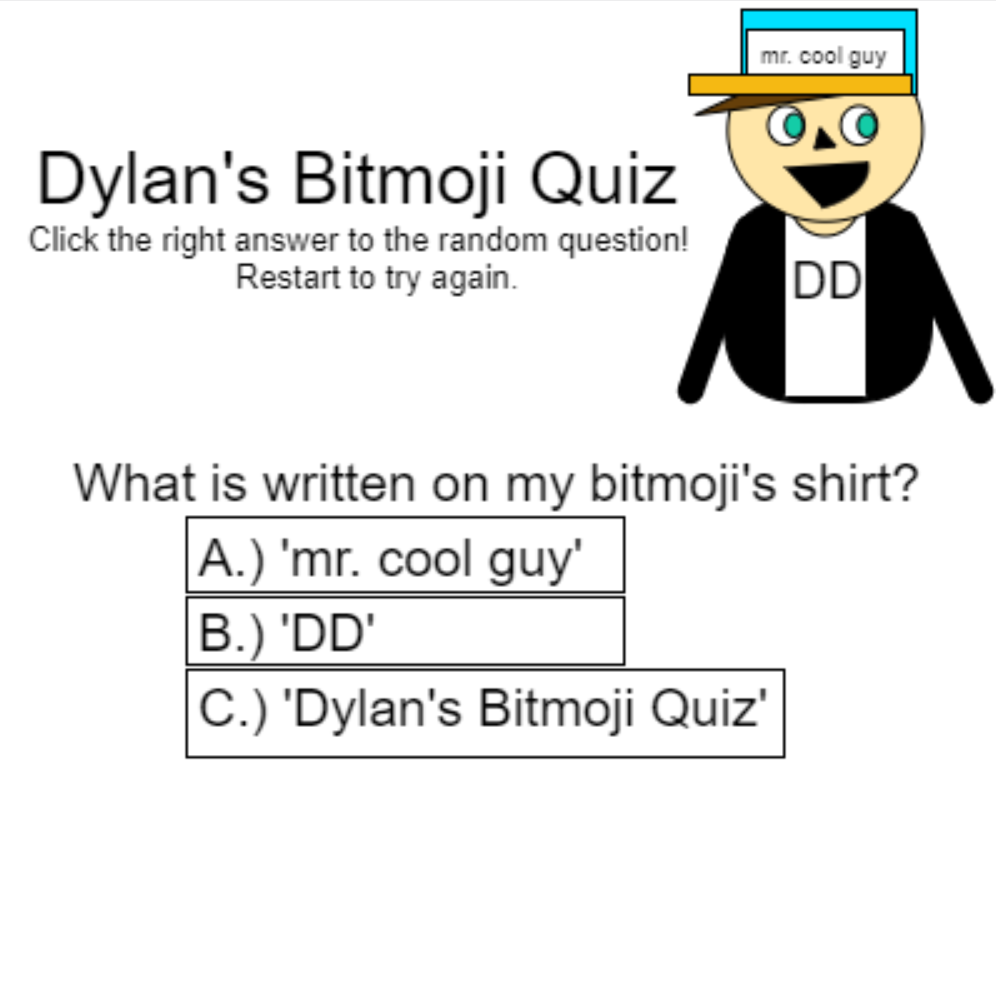 mr. cool guy
Dylan's Bitmoji Quiz
Click the right answer to the random question!
Restart to try again.
DD
What is written on my bitmoji's shirt?
A.) 'mr. cool guy'
B.) 'DD'
C.) 'Dylan's Bitmoji Quiz'